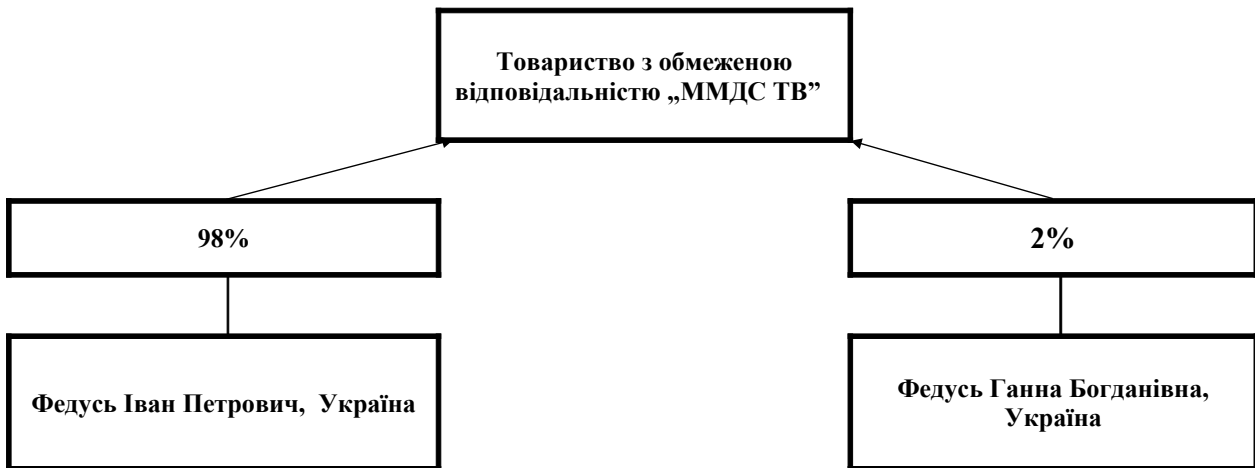 Товариство з обмеженою
відповідальністю „ММДС ТВ”
98%
2%
Федусь Іван Петрович, Україна
Федусь Ганна Богданівна,
Україна